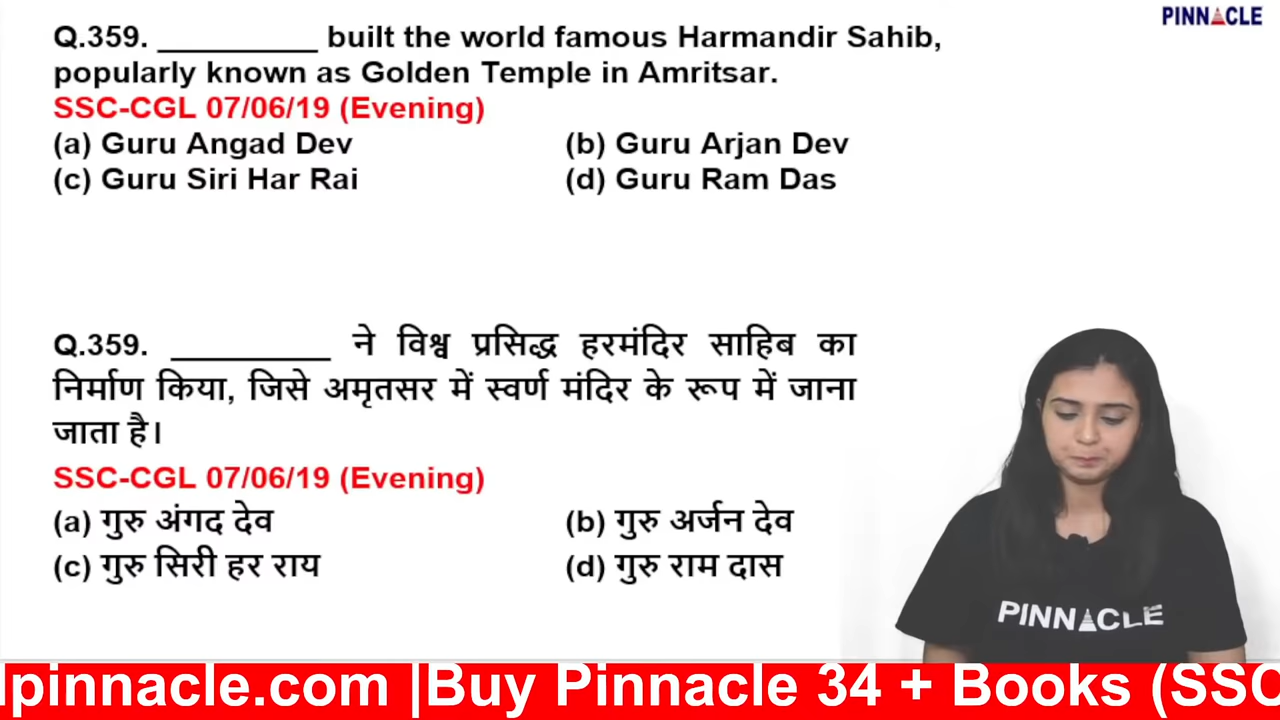 PINNACLE
Q.359. _________ built the world famous Harmandir Sahib,
popularly known as Golden Temple in Amritsar.
SSC-CGL 07/06/19 (Evening)
(a) Guru Angad Dev (b) Guru Arjan Dev
(c) Guru Siri Har Rai (d) Guru Ram Das
Q.359. _________ ने विश्व प्रसिद्ध हरमंदिर साहिब का
निर्माण किया, जिसे अमृतसर में स्वर्ण मंदिर के रूप में जाना
जाता है।
SSC-CGL 07/06/19 (Evening)
(a) गुरु अंगद देव (b) गुरु अर्जन देव
(c) गुरु सिरी हर राय (d) गुरु राम दास
PINNACLE
pinnacle.com |Buy Pinnacle 34 + Books (SSC